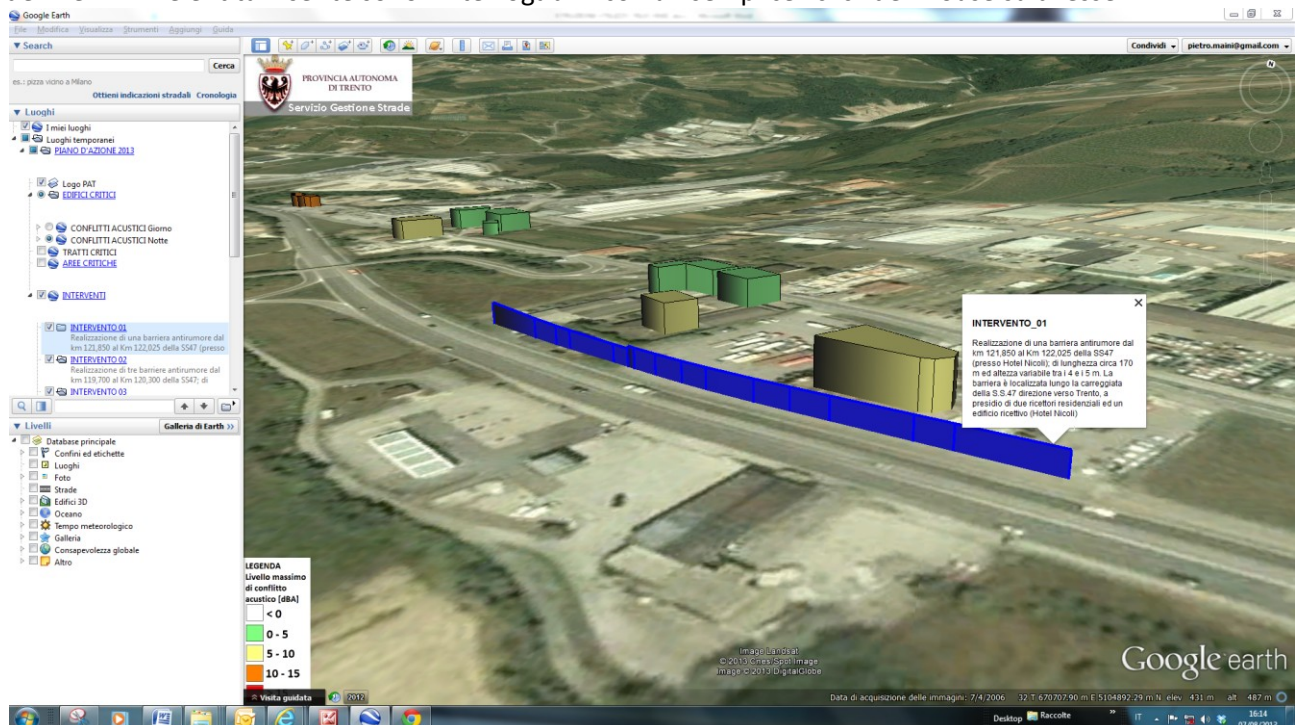 Google Earth
File Modifica Visualizza Strumenti Aggiungi Guida
Condividi
pietro.maini@gmail.com
▼ Search
Cerca
es.: pizza vicino a Milano
Ottieni indicazioni stradali Cronologia
▼ Luoghi
I miei luoghi
Luoghi temporanei
PIANO D'AZIONE 2013
Logo PAT
EDIFICI CRITICI
CONFLITTI ACUSTICI Giorno
CONFLITTI ACUSTICI Notte
TRATTI CRITICI
AREE CRITICHE
INTERVENTI
INTERVENTO 01
Realizzazione di una barriera antirumore dal
km 121,850 al Km 122,025 della SS47 (presso
INTERVENTO 02
Realizzazione di tre barriere antirumore dal
km 119,700 al Km 120,300 della SS47; di
INTERVENTO 03
▼ Livelli
Galleria di Earth >>
Database principale
Confini ed etichette
Luoghi
Foto
Strade
Edifici 3D
Oceano
Tempo meteorologico
Galleria
Consapevolezza globale
Altro
PROVINCIA AUTONOMA
DI TRENTO
Servizio Gestione Strade
N
INTERVENTO_01
Realizzazione di una barriera antirumore dal
km 121,850 al Km 122,025 della SS47
(presso Hotel Nicoli); di lunghezza circa 170
m ed altezza variabile tra i 4 e i 5 m. La
barriera è localizzata lungo la carreggiata
della S.S.47 direzione verso Trento, a
presidio di due ricettori residenziali ed un
edificio ricettivo (Hotel Nicoli)
LEGENDA
Livello massimo
di conflitto
acustico [dBA]
< 0
0 - 5
5 - 10
10 - 15
Image Landsat
© 2013 Cnes/Spot Image
Image © 2013 DigitalGlobe
Google earth
Visita guidata
2012
Data di acquisizione delle immagini: 7/4/2006 32 T 670707.90 m E 5104892.29 m N elev 431 m alt 487 m
Desktop
Raccolte
IT
16:14
07/08/2013